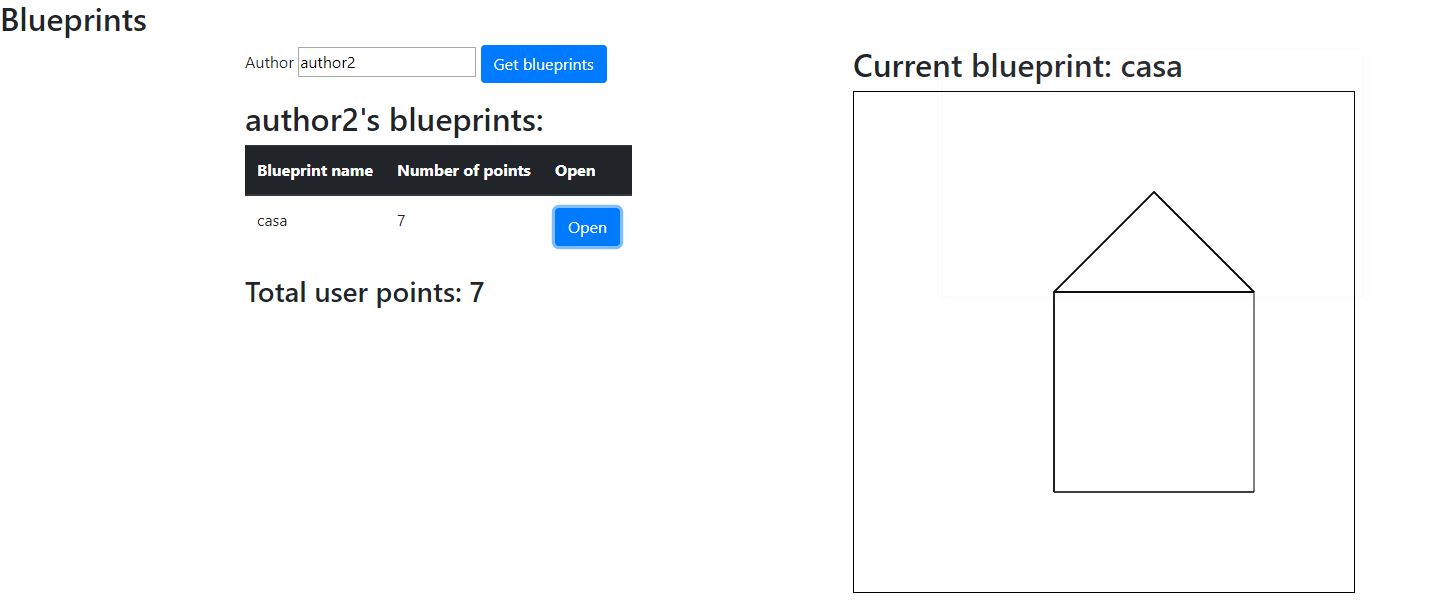 Blueprints
Author author2 Get blueprints
author2's blueprints:
Blueprint name Number of points Open
casa 7 Open
Total user points: 7
Current blueprint: casa